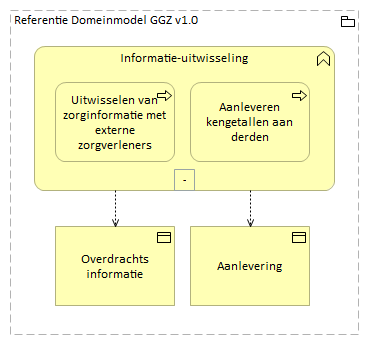 Referentie Domeinmodel GGZ v1.0
Informatie-uitwisseling
Uitwisselen van
zorginformatie met
externe
zorgverleners
Aanleveren
kengetallen aan
derden
-
Overdrachts
informatie
Aanlevering